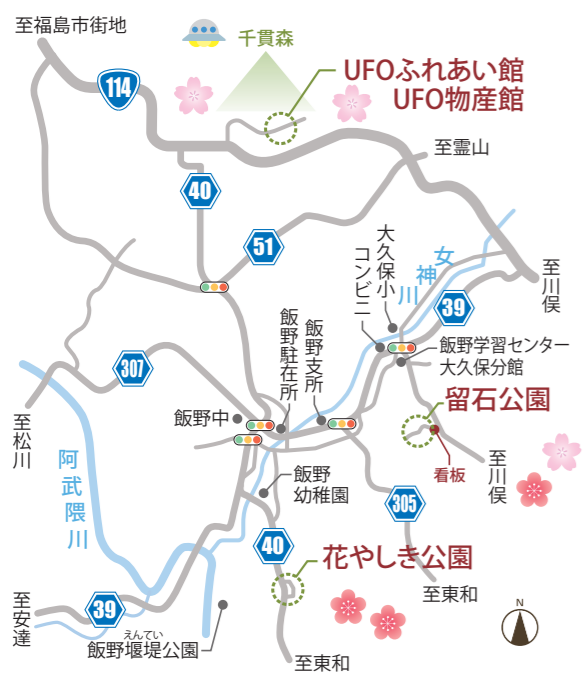 至福島市街地
千貫森
UFOふれあい館
UFO物産館
114
至霊山
40
51
大久保小
コンビニ
女神川
至川俣
39
飯野駐在所
飯野支所
飯野学習センター
大久保分館
307
飯野中
留石公園
至松川
看板
至川俣
阿武隈川
飯野
幼稚園
305
40
花やしき公園
至東和
至安達
39
えんてい
飯野堰堤公園
至東和
N